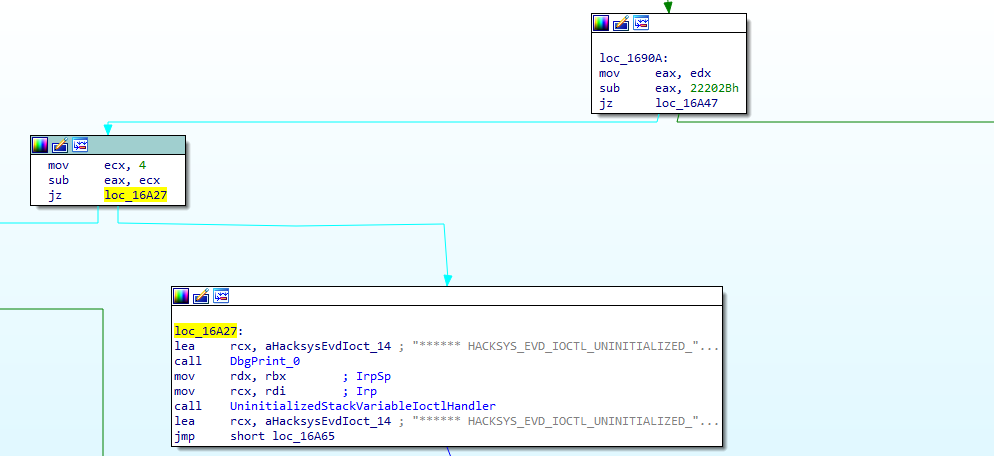 loc_1690A:
mov eax, edx
sub eax, 22202Bh
jz loc_16A47
mov ecx, 4
sub eax, ecx
jz loc_16A27
loc_16A27:
lea rcx, aHacksysEvdIoct_14 ; "****** HACKSYS_EVD_IOCTL_UNINITIALIZED_"...
call DbgPrint_0
mov rdx, rbx ; IrpSp
mov rcx, rdi ; Irp
call UninitializedStackVariableIoctlHandler
lea rcx, aHacksysEvdIoct_14 ; "****** HACKSYS_EVD_IOCTL_UNINITIALIZED_"...
jmp short loc_16A65